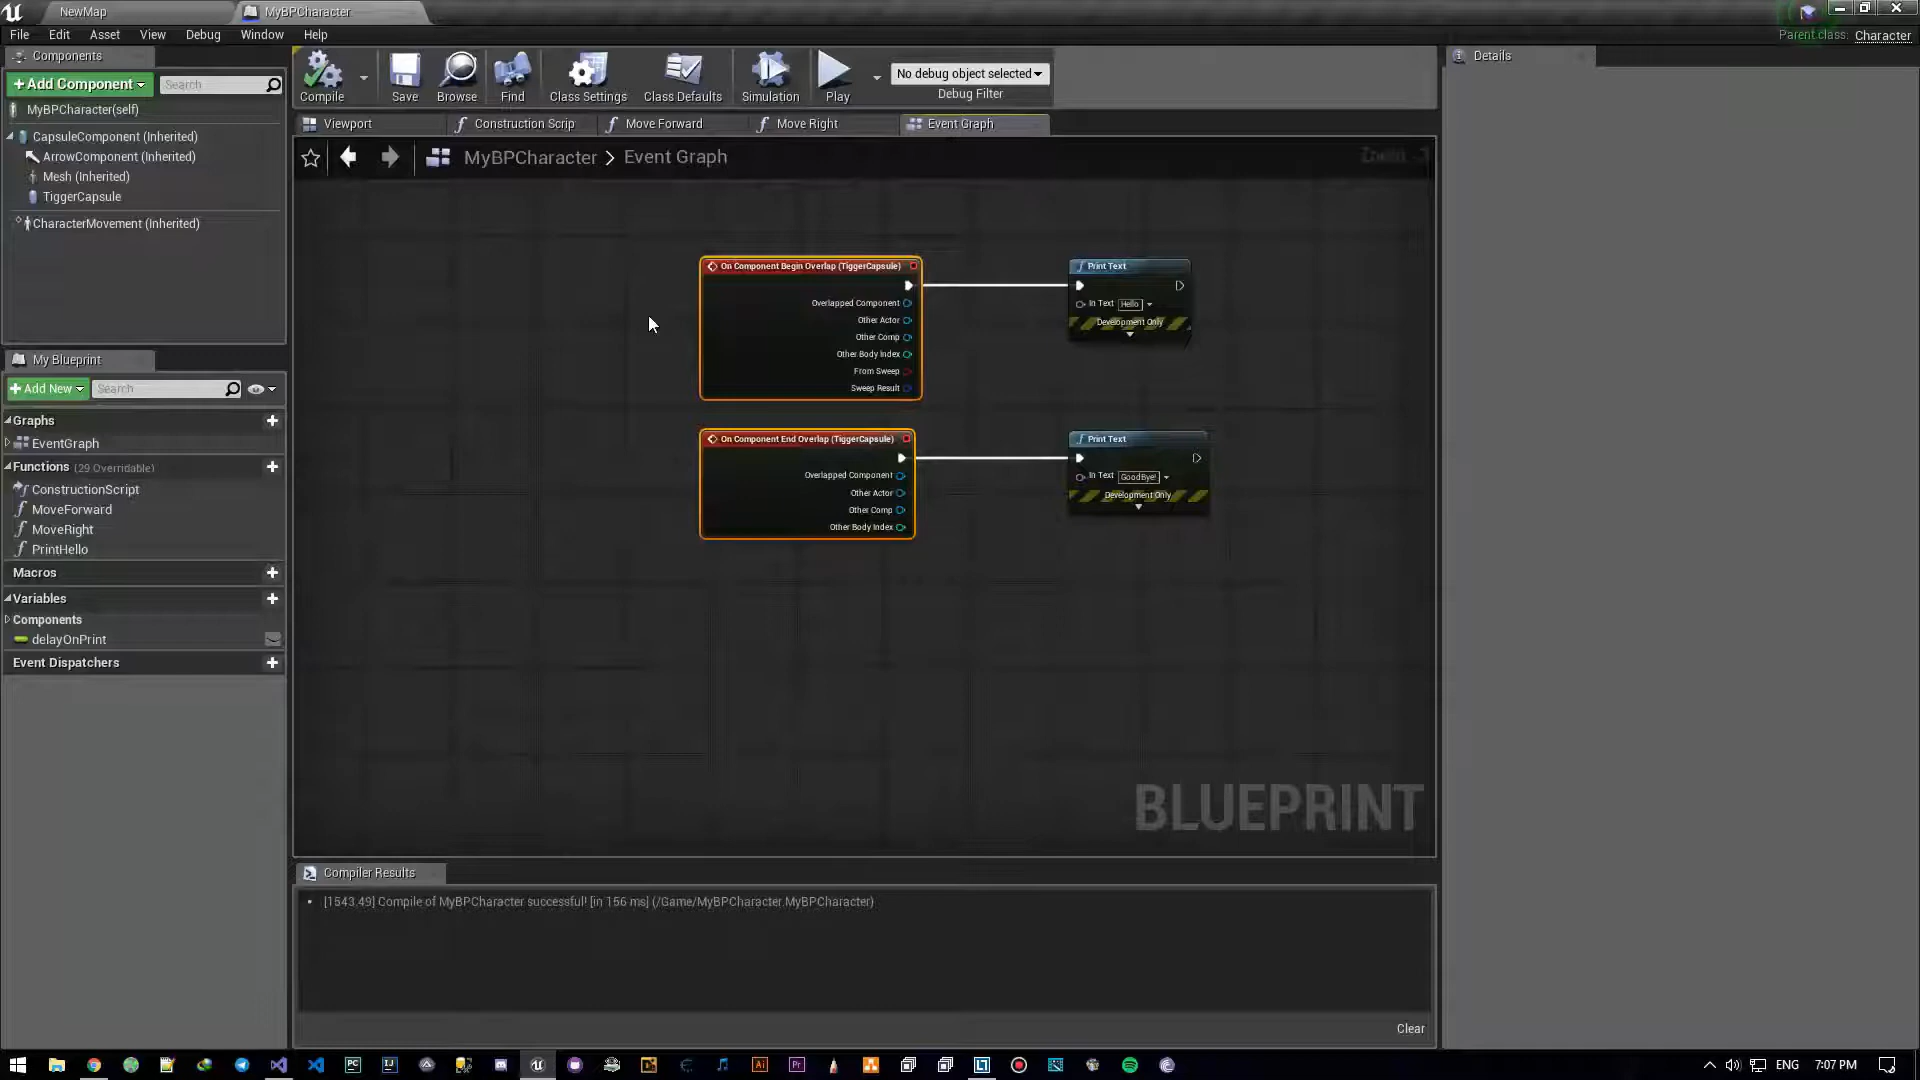 NewMap
MyBPCharacter
File Edit Asset View Debug Window Help
Parent class: Character
Components
+Add Component
Search
MyBPCharacter(self)
CapsuleComponent (Inherited)
ArrowComponent (Inherited)
Mesh (Inherited)
TiggerCapsule
CharacterMovement (Inherited)
Compile
Save
Browse
Find
Class Settings
Class Defaults
Simulation
Play
No debug object selected
Debug Filter
Details
Viewport
Construction Scrip
Move Forward
Move Right
Event Graph
MyBPCharacter > Event Graph
On Component Begin Overlap (TiggerCapsule)
Overlapped Component
Other Actor
Other Comp
Other Body Index
From Sweep
Sweep Result
Print Text
In Text Hello
Development Only
On Component End Overlap (TiggerCapsule)
Overlapped Component
Other Actor
Other Comp
Other Body Index
Print Text
In Text GoodBye!
Development Only
BLUEPRINT
My Blueprint
+Add New
Search
Graphs
EventGraph
Functions (29 Overridable)
ConstructionScript
MoveForward
MoveRight
PrintHello
Macros
Variables
Components
delayOnPrint
Event Dispatchers
Compiler Results
[1543.49] Compile of MyBPCharacter successful! [in 156 ms] (/Game/MyBPCharacter.MyBPCharacter)
Clear
ENG
7:07 PM